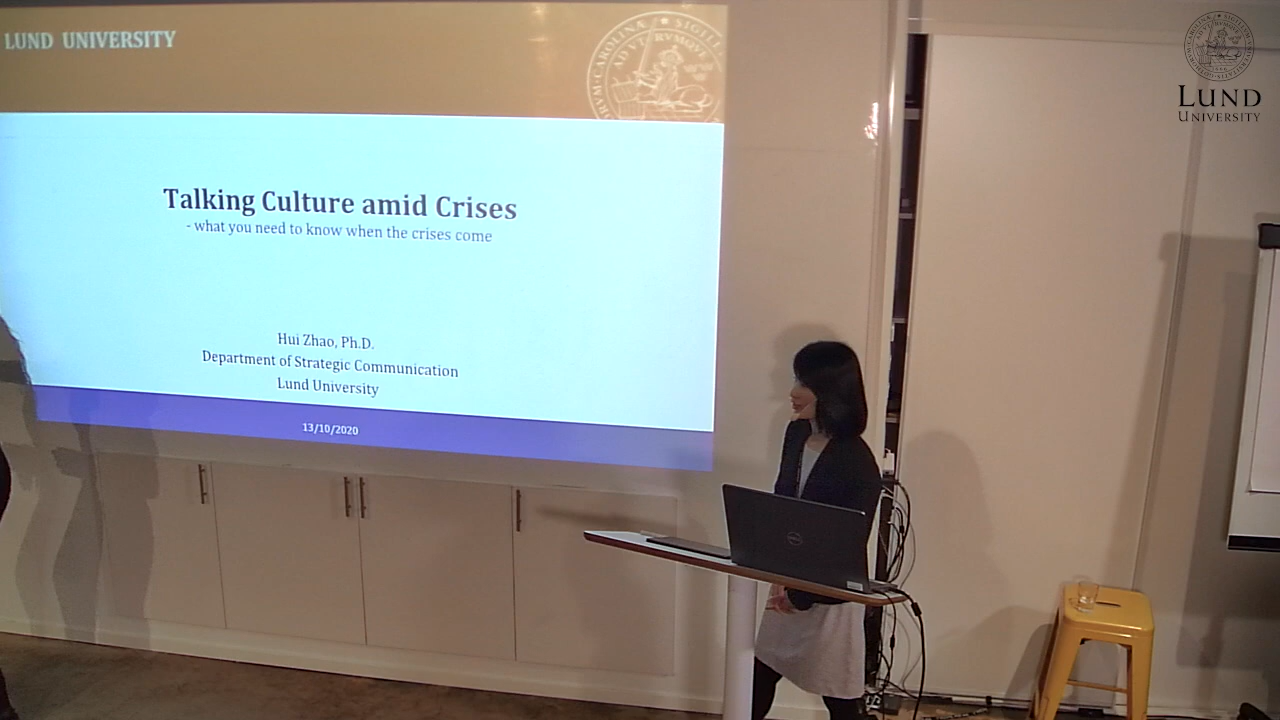 LUND UNIVERSITY
Talking Culture amid Crises
- what you need to know when the crises come
Hui Zhao, Ph.D.
Department of Strategic Communication
Lund University
13/10/2020
LUND
UNIVERSITY
DELL